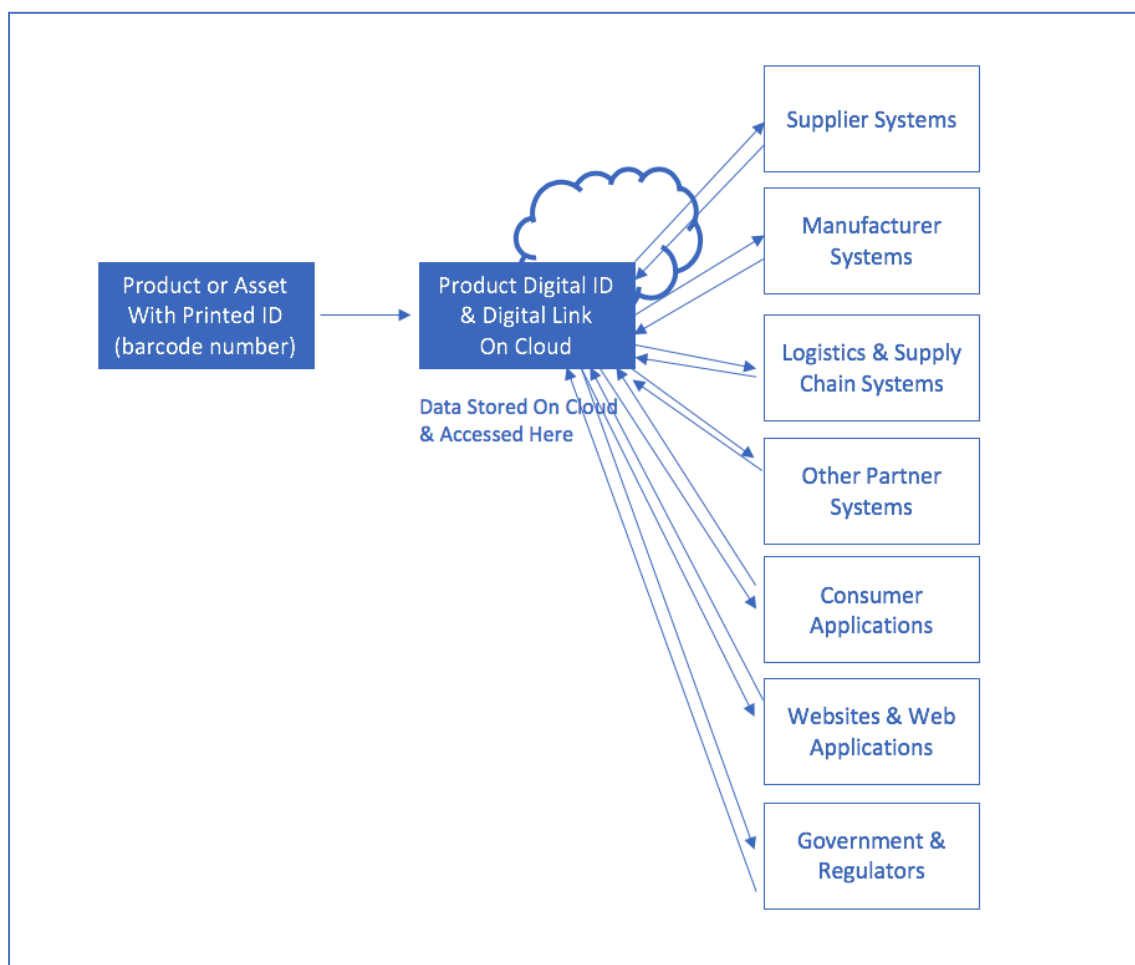 Supplier Systems
Manufacturer
Systems
Product or Asset
With Printed ID
(barcode number)
Product Digital ID
& Digital Link
On Cloud
Data Stored On Cloud
& Accessed Here
Logistics & Supply
Chain Systems
Other Partner
Systems
Consumer
Applications
Websites & Web
Applications
Government &
Regulators